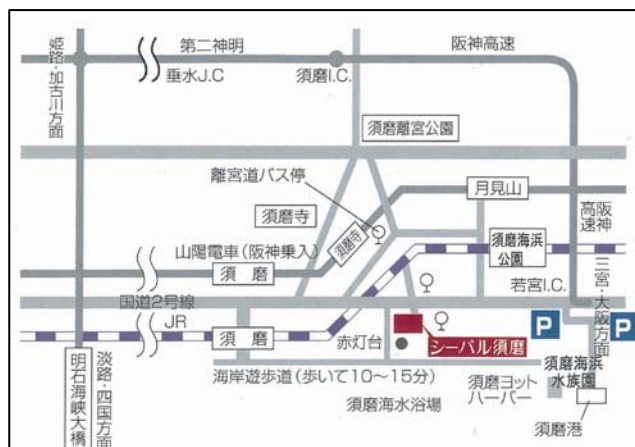 姫路・加古川方面
第二神明
阪神高速
垂水J.C
須磨I.C.
須磨離宮公園
離宮道バス停
月見山
須磨寺
須磨寺
阪神
高速
山陽電車(阪神乗入)
須磨海浜
公園
須磨
国道2号線
若宮I.C.
三宮・大阪方面
JR
須磨
赤灯台
シーパル須磨
P
P
明石海峡大橋
淡路・四国方面
海岸遊歩道(歩いて10~15分)
須磨海水浴場
須磨ヨット
ハーバー
須磨海浜
水族園
須磨港